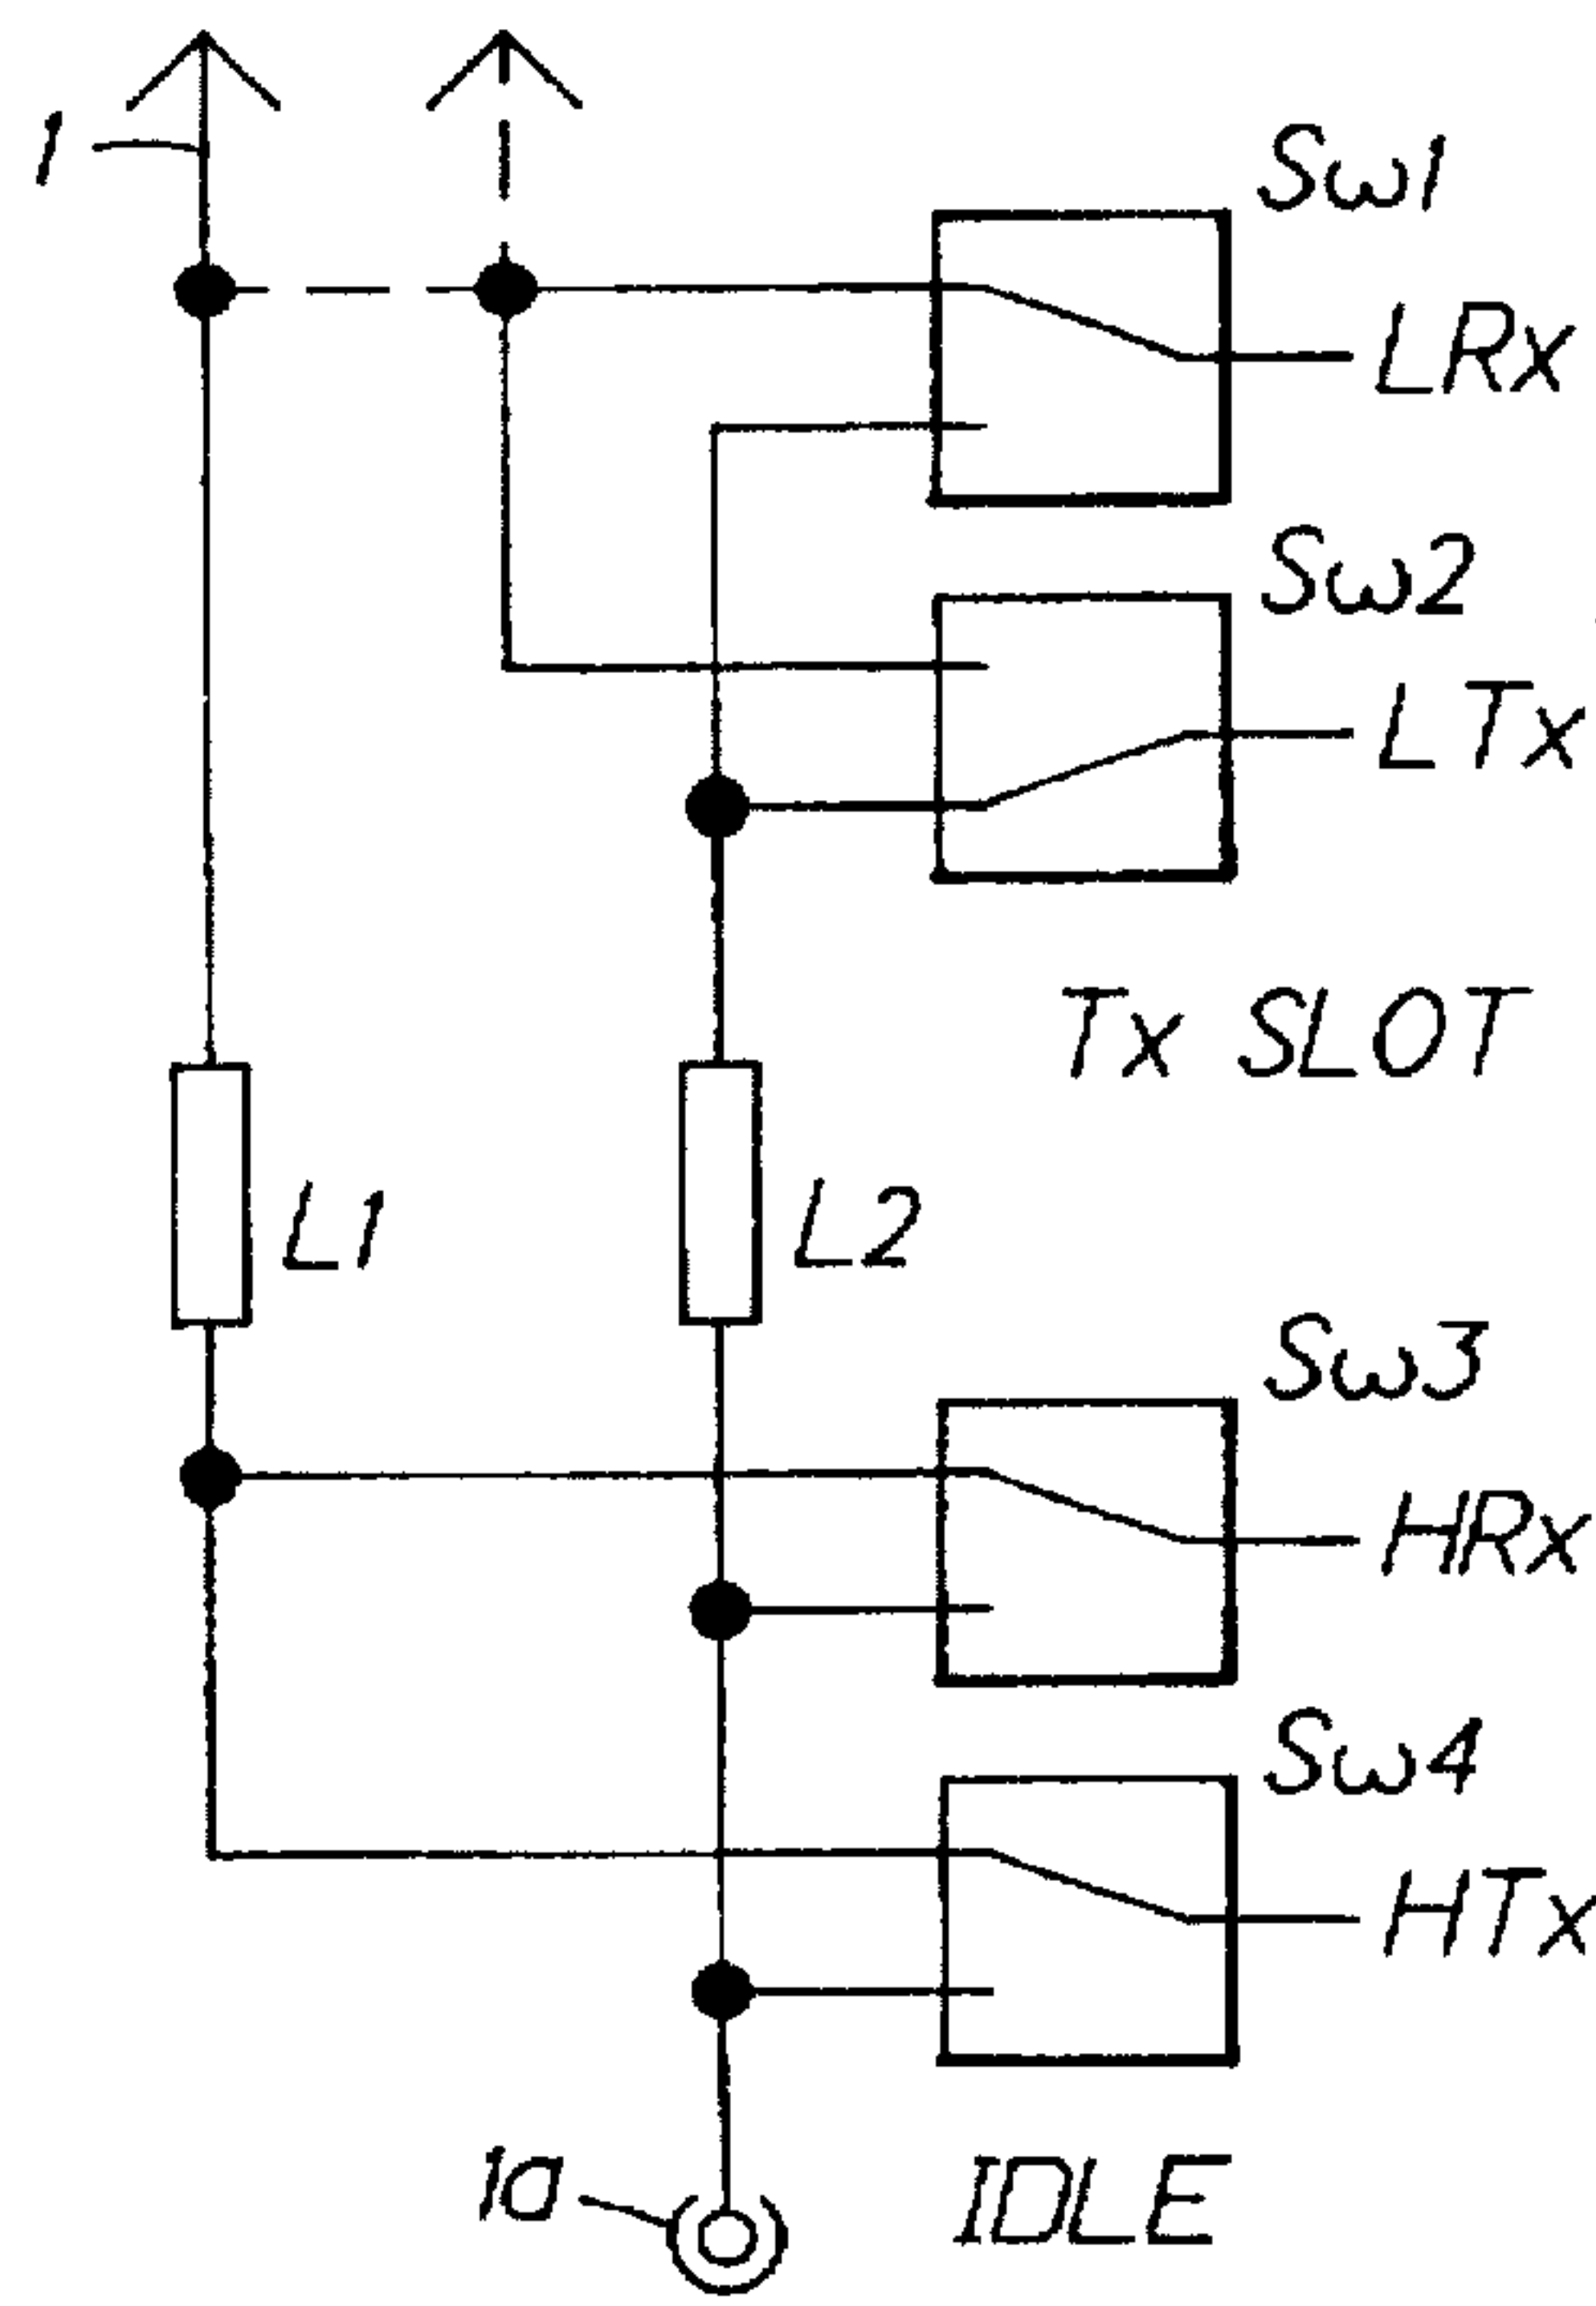 1
Sw1
LRx
Sw2
LTx
Tx SLOT
L1
L2
Sw3
HRx
Sw4
HTx
1a
IDLE